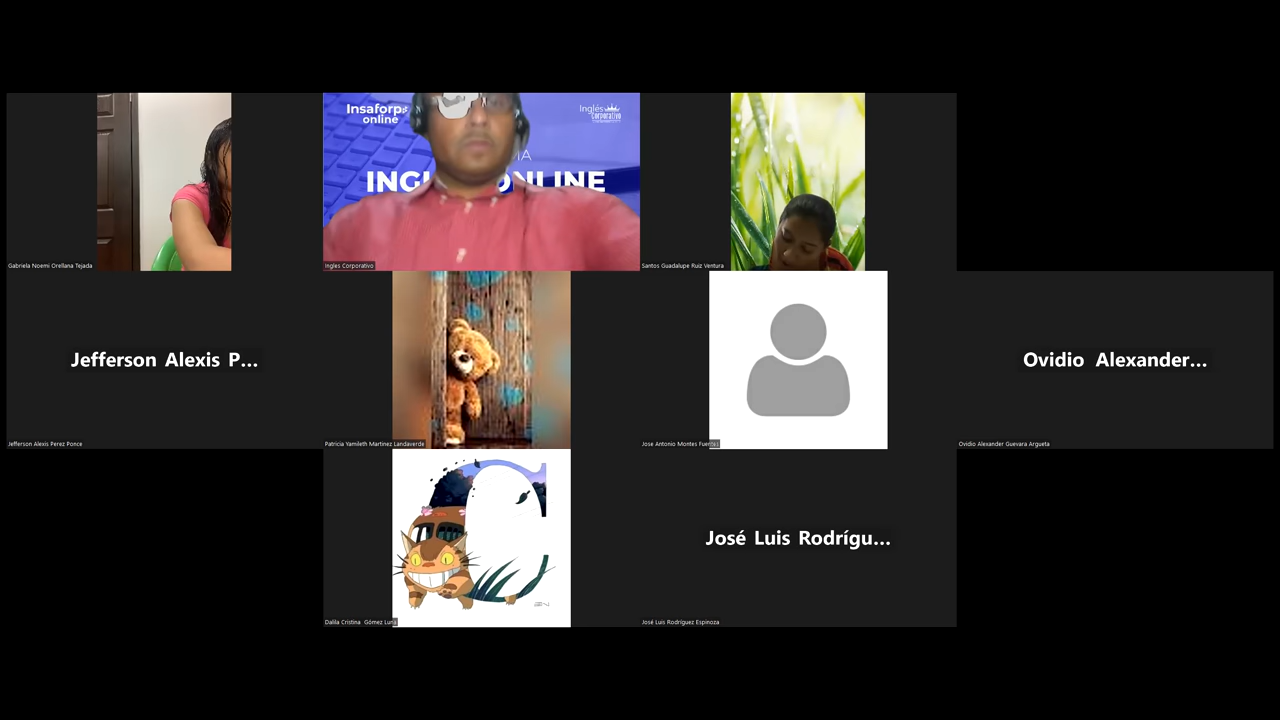 Insaforp
online
Inglés
Corporativo
IA
INGL ONLINE
Gabriela Noemi Orellana Tejada
Ingles Corporativo
Santos Guadalupe Ruiz Ventura
Jefferson Alexis P...
Ovidio Alexander...
Jefferson Alexis Perez Ponce
Patricia Yamileth Martinez Landaverde
Jose Antonio Montes Fuentes
Ovidio Alexander Guevara Argueta
José Luis Rodrígu...
Dalila Cristina Gómez Luna
José Luis Rodríguez Espinoza